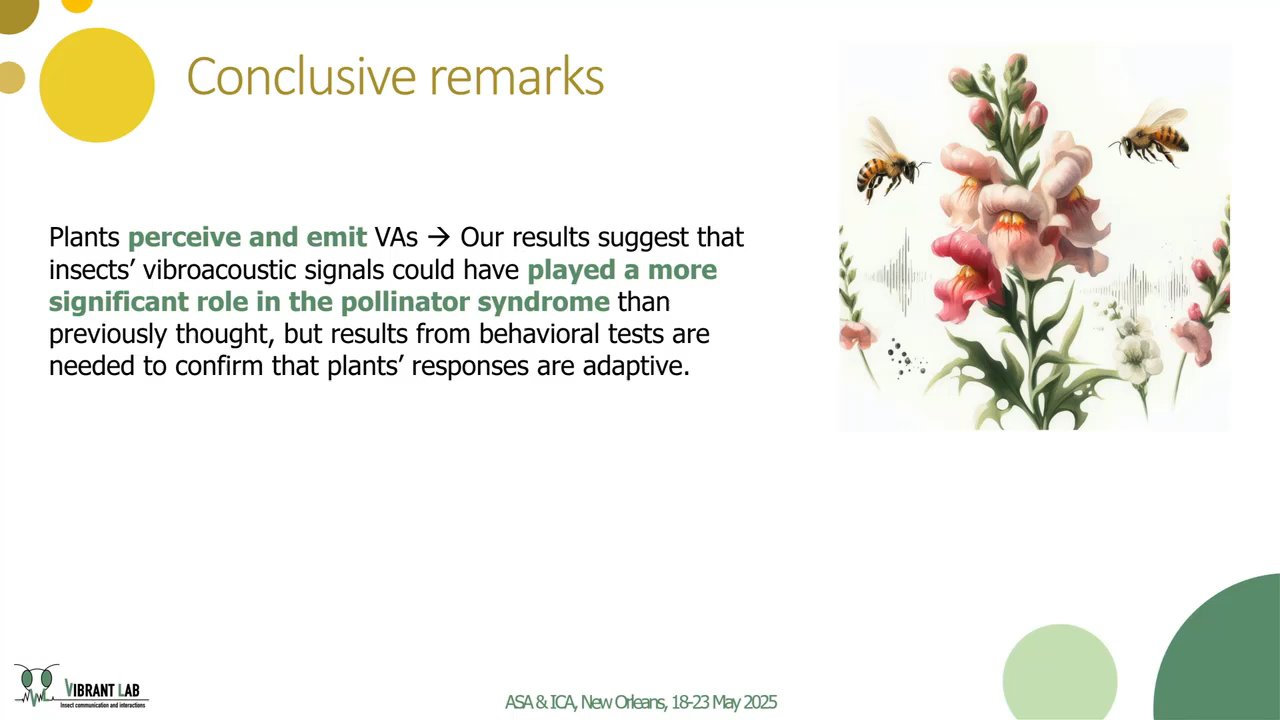 Conclusive remarks
Plants perceive and emit VAs → Our results suggest that
insects’ vibroacoustic signals could have played a more
significant role in the pollinator syndrome than
previously thought, but results from behavioral tests are
needed to confirm that plants’ responses are adaptive.
VIBRANT LAB
Insect communication and interactions
ASA & ICA, New Orleans, 18-23 May 2025